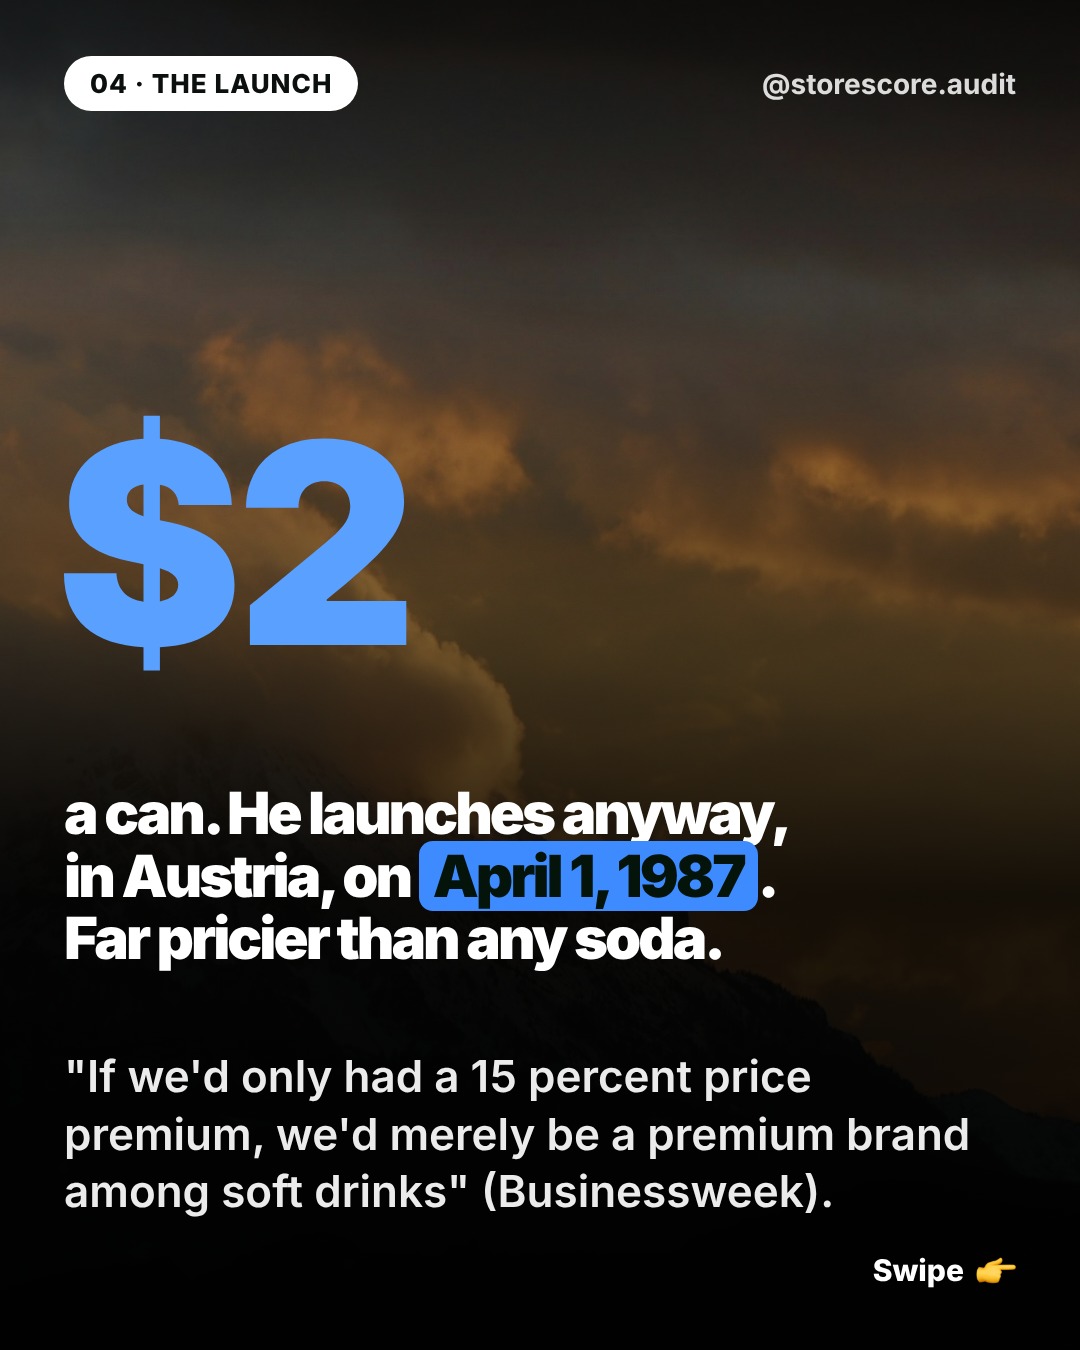 04 · THE LAUNCH
@storescore.audit
$2
a can. He launches anyway,
in Austria, on April 1, 1987.
Far pricier than any soda.
"If we'd only had a 15 percent price
premium, we'd merely be a premium brand
among soft drinks" (Businessweek).
Swipe 👉